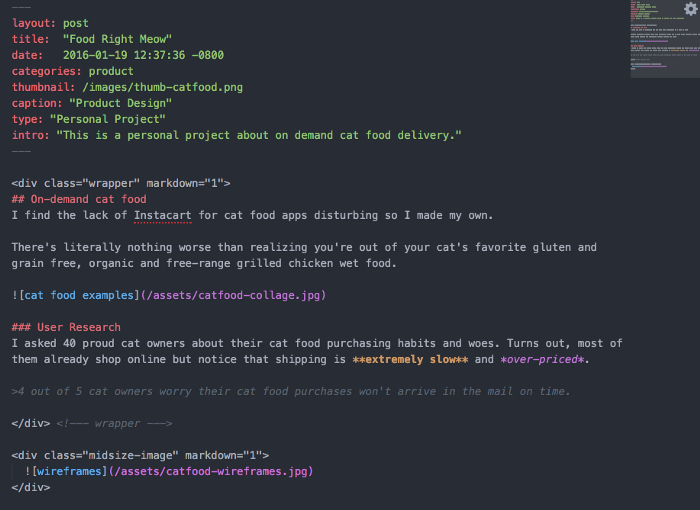 ---
layout: post
title:  "Food Right Meow"
date:   2016-01-19 12:37:36 -0800
categories: product
thumbnail: /images/thumb-catfood.png
caption: "Product Design"
type: "Personal Project"
intro: "This is a personal project about on demand cat food delivery."
---

<div class="wrapper" markdown="1">
## On-demand cat food
I find the lack of Instacart for cat food apps disturbing so I made my own.

There's literally nothing worse than realizing you're out of your cat's favorite gluten and
grain free, organic and free-range grilled chicken wet food.

![cat food examples](/assets/catfood-collage.jpg)

### User Research
I asked 40 proud cat owners about their cat food purchasing habits and woes. Turns out, most of
them already shop online but notice that shipping is **extremely slow** and *over-priced*.

>4 out of 5 cat owners worry their cat food purchases won't arrive in the mail on time.

</div> <!--- wrapper --->

<div class="midsize-image" markdown="1">
  ![wireframes](/assets/catfood-wireframes.jpg)
</div>